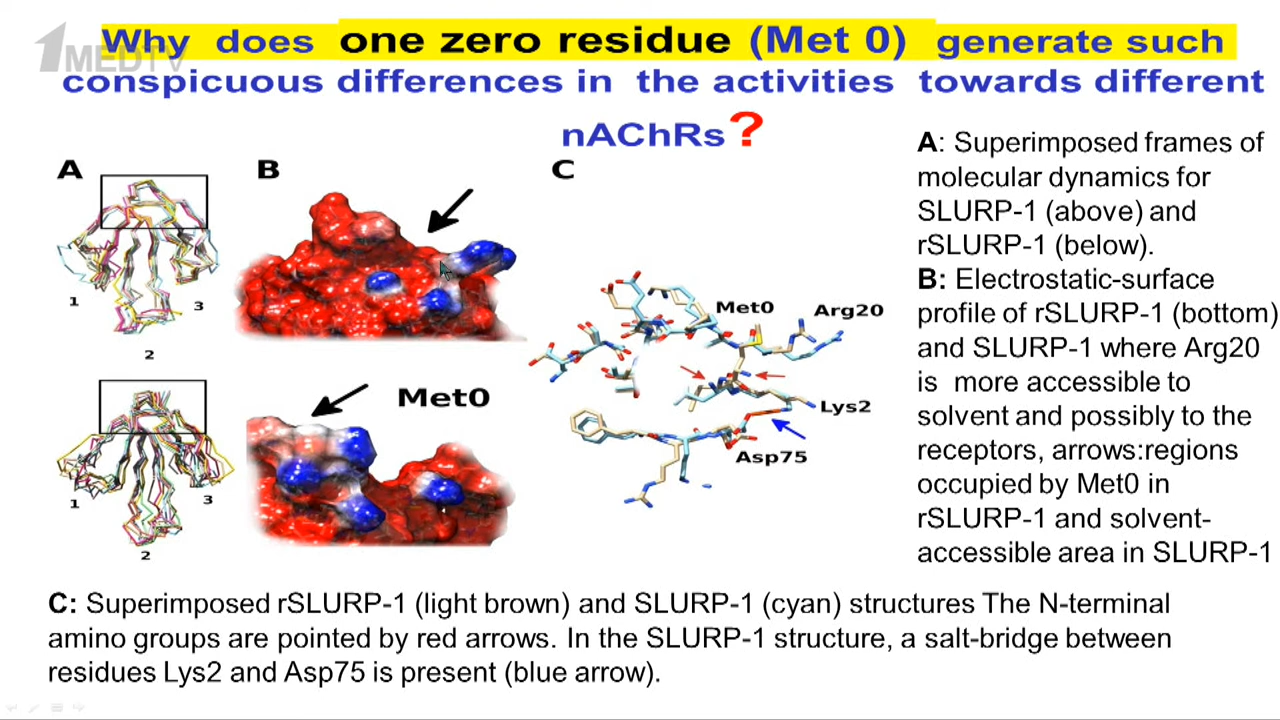 1MEDTV
Why does one zero residue (Met 0) generate such
conspicuous differences in the activities towards different
nAChRs?
A
B
C
1
3
2
Met0
1
3
2
Met0
Arg20
Lys2
Asp75
A: Superimposed frames of
molecular dynamics for
SLURP-1 (above) and
rSLURP-1 (below).
B: Electrostatic-surface
profile of rSLURP-1 (bottom)
and SLURP-1 where Arg20
is more accessible to
solvent and possibly to the
receptors, arrows:regions
occupied by Met0 in
rSLURP-1 and solvent-
accessible area in SLURP-1
C: Superimposed rSLURP-1 (light brown) and SLURP-1 (cyan) structures The N-terminal
amino groups are pointed by red arrows. In the SLURP-1 structure, a salt-bridge between
residues Lys2 and Asp75 is present (blue arrow).